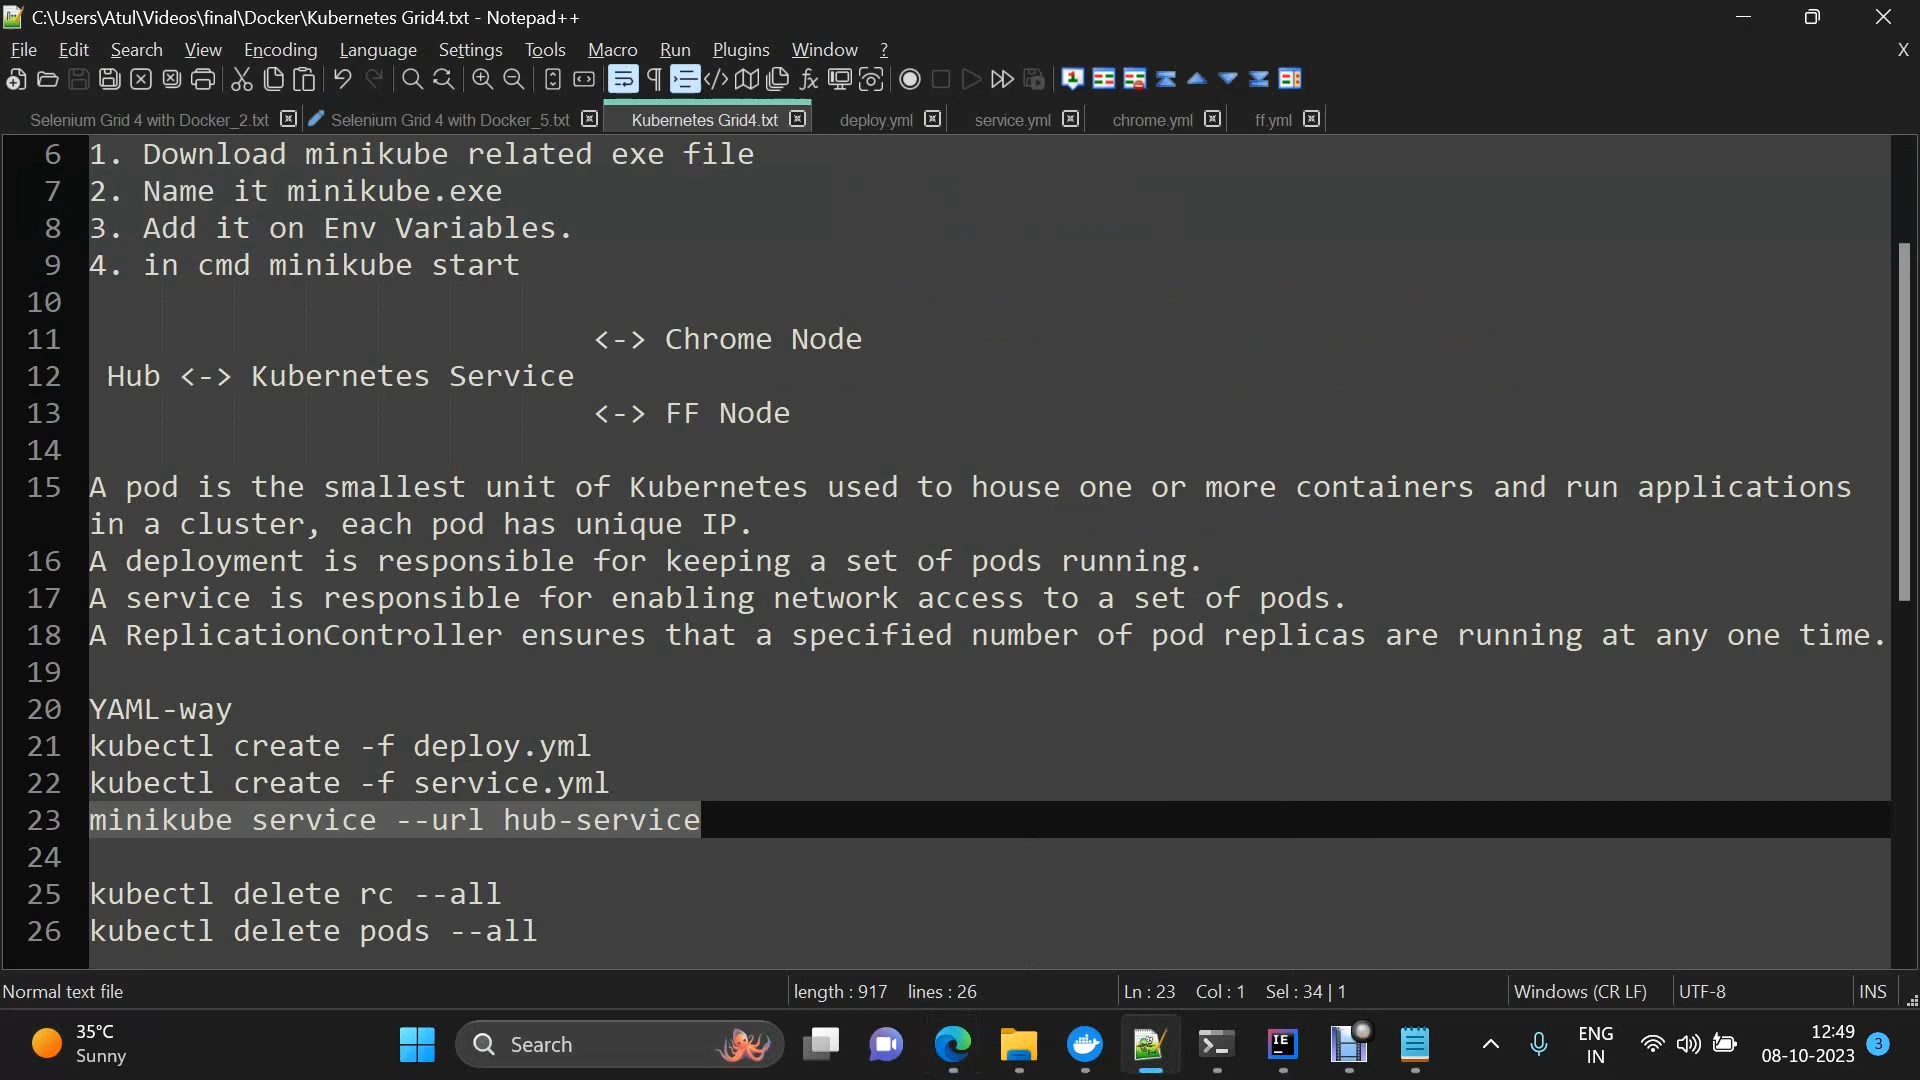 C:\Users\Atul\Videos\final\Docker\Kubernetes Grid4.txt - Notepad++
File Edit Search View Encoding Language Settings Tools Macro Run Plugins Window ? X
Selenium Grid 4 with Docker_2.txt Selenium Grid 4 with Docker_5.txt Kubernetes Grid4.txt deploy.yml service.yml chrome.yml ff.yml
6 1. Download minikube related exe file
7 2. Name it minikube.exe
8 3. Add it on Env Variables.
9 4. in cmd minikube start
10
11 <-> Chrome Node
12 Hub <-> Kubernetes Service
13 <-> FF Node
14
15 A pod is the smallest unit of Kubernetes used to house one or more containers and run applications
in a cluster, each pod has unique IP.
16 A deployment is responsible for keeping a set of pods running.
17 A service is responsible for enabling network access to a set of pods.
18 A ReplicationController ensures that a specified number of pod replicas are running at any one time.
19
20 YAML-way
21 kubectl create -f deploy.yml
22 kubectl create -f service.yml
23 minikube service --url hub-service
24
25 kubectl delete rc --all
26 kubectl delete pods --all
Normal text file length : 917 lines : 26 Ln : 23 Col : 1 Sel : 34 | 1 Windows (CR LF) UTF-8 INS
35°C
Sunny
Search
ENG
IN
12:49
08-10-2023
3